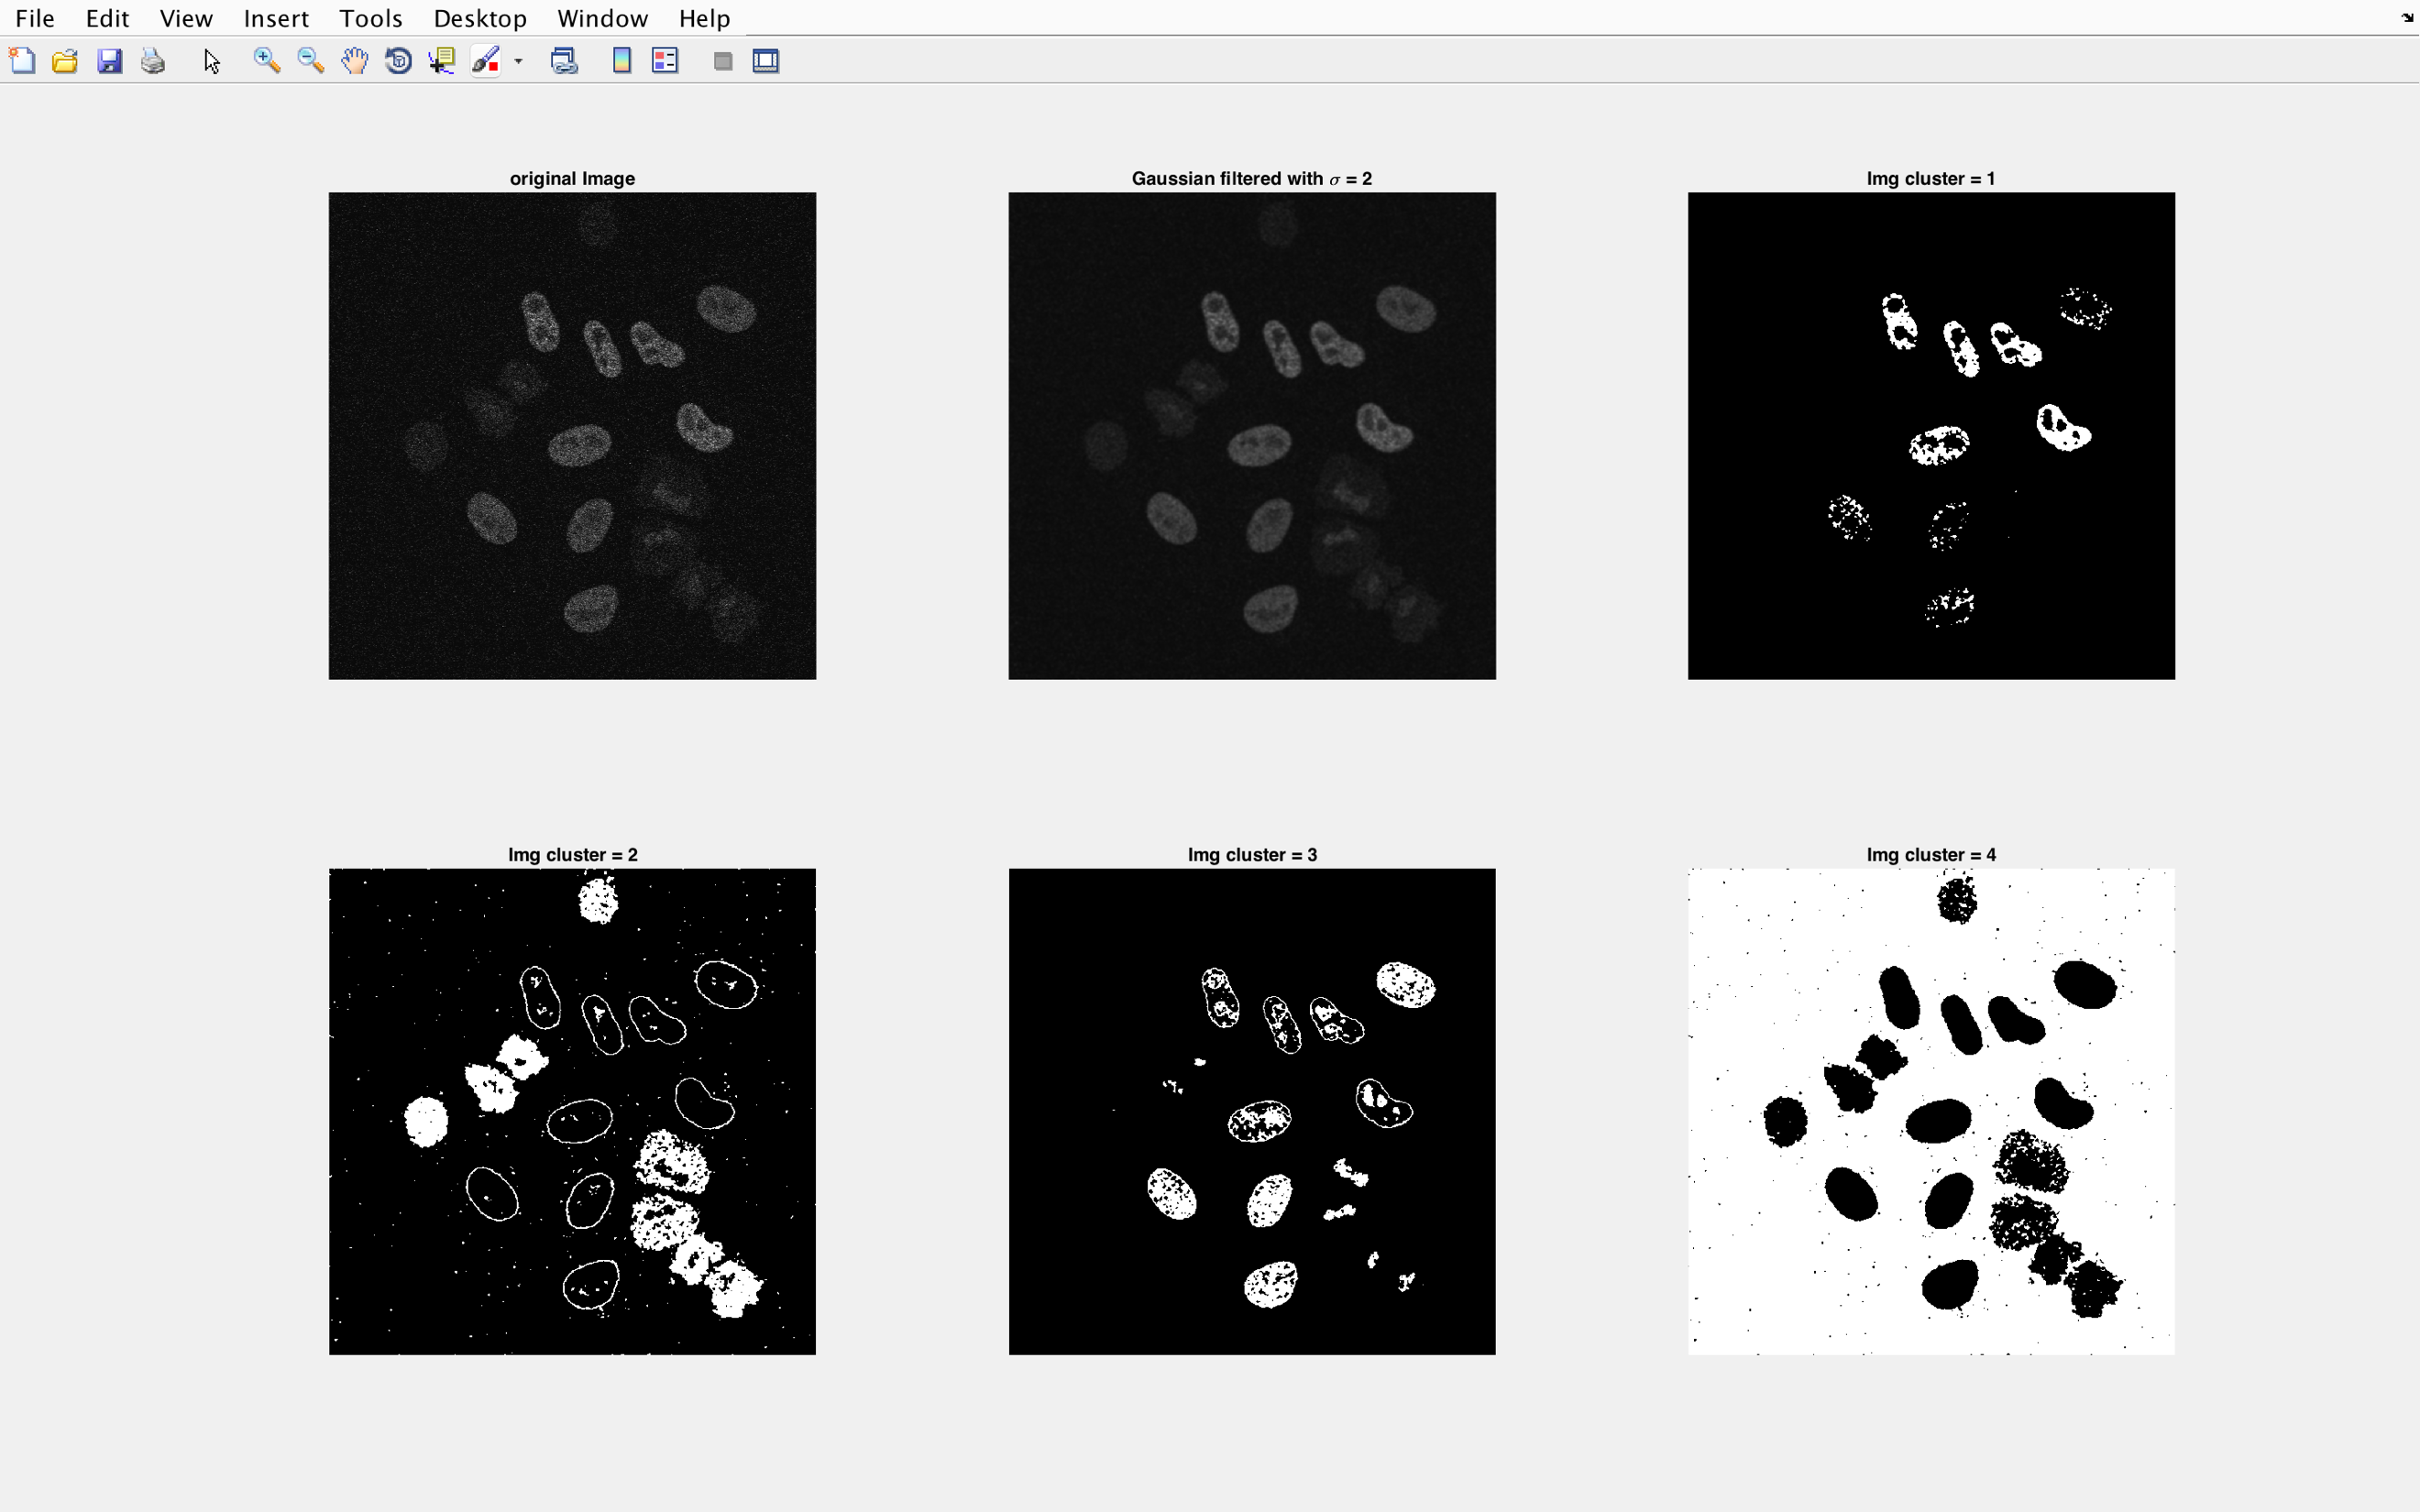 File Edit View Insert Tools Desktop Window Help
original Image
Gaussian filtered with σ = 2
Img cluster = 1
Img cluster = 2
Img cluster = 3
Img cluster = 4